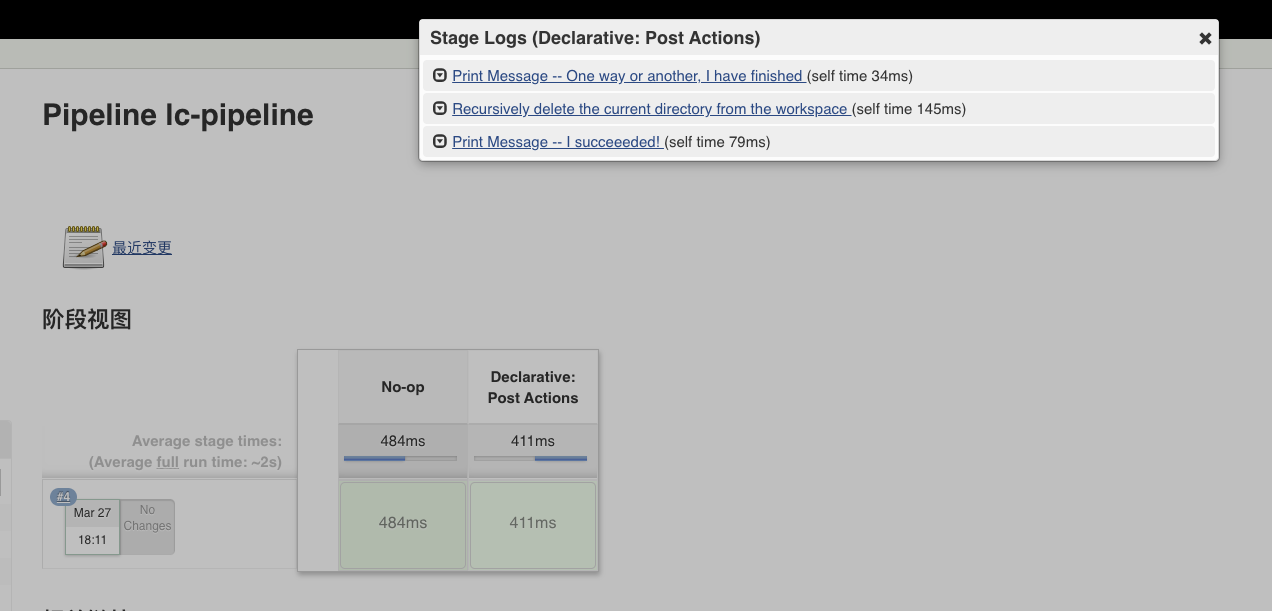 Stage Logs (Declarative: Post Actions)
Print Message -- One way or another, I have finished (self time 34ms)
Recursively delete the current directory from the workspace (self time 145ms)
Print Message -- I succeeeded! (self time 79ms)
Pipeline lc-pipeline
最近变更
阶段视图
No-op
Declarative:
Post Actions
Average stage times:
(Average full run time: ~2s)
484ms
411ms
#4
Mar 27
18:11
No
Changes
484ms
411ms